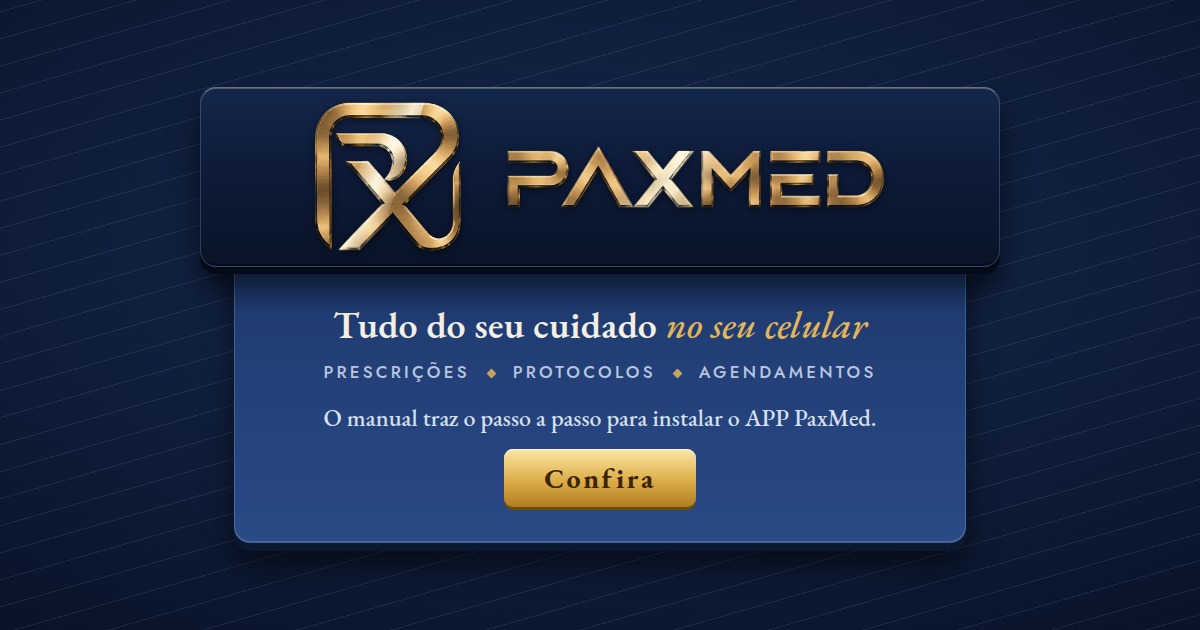 PAXMED
Tudo do seu cuidado no seu celular
PRESCRIÇÕES ◆ PROTOCOLOS ◆ AGENDAMENTOS
O manual traz o passo a passo para instalar o APP PaxMed.
Confira